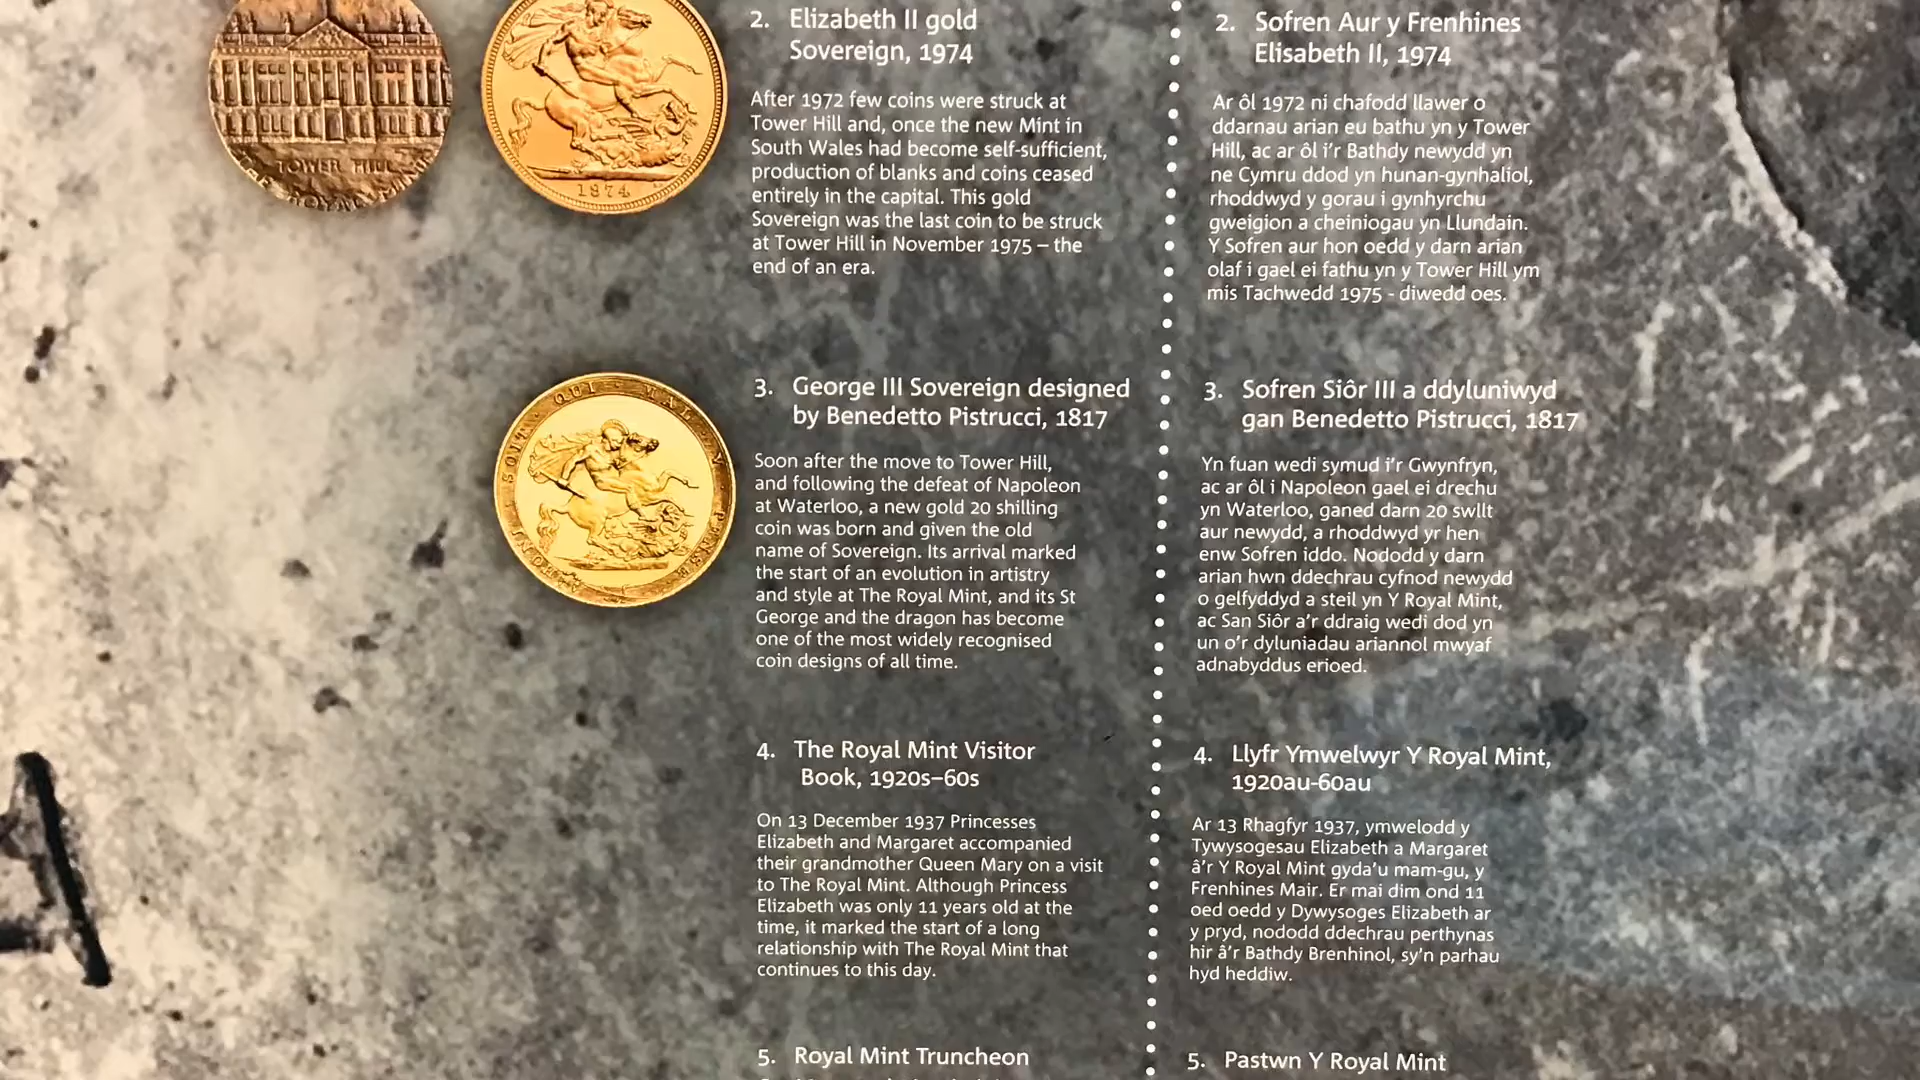 TOWER HILL
ROYAL MINT
1974
2. Elizabeth II gold
Sovereign, 1974
After 1972 few coins were struck at
Tower Hill and, once the new Mint in
South Wales had become self-sufficient,
production of blanks and coins ceased
entirely in the capital. This gold
Sovereign was the last coin to be struck
at Tower Hill in November 1975 – the
end of an era.
HONI · SOIT · QUI · MAL · Y · PENSE
3. George III Sovereign designed
by Benedetto Pistrucci, 1817
Soon after the move to Tower Hill,
and following the defeat of Napoleon
at Waterloo, a new gold 20 shilling
coin was born and given the old
name of Sovereign. Its arrival marked
the start of an evolution in artistry
and style at The Royal Mint, and its St
George and the dragon has become
one of the most widely recognised
coin designs of all time.
4. The Royal Mint Visitor
Book, 1920s–60s
On 13 December 1937 Princesses
Elizabeth and Margaret accompanied
their grandmother Queen Mary on a visit
to The Royal Mint. Although Princess
Elizabeth was only 11 years old at the
time, it marked the start of a long
relationship with The Royal Mint that
continues to this day.
5. Royal Mint Truncheon
2. Sofren Aur y Frenhines
Elisabeth II, 1974
Ar ôl 1972 ni chafodd llawer o
ddarnau arian eu bathu yn y Tower
Hill, ac ar ôl i'r Bathdy newydd yn
ne Cymru ddod yn hunan-gynhaliol,
rhoddwyd y gorau i gynhyrchu
gweigion a cheiniogau yn Llundain.
Y Sofren aur hon oedd y darn arian
olaf i gael ei fathu yn y Tower Hill ym
mis Tachwedd 1975 - diwedd oes.
3. Sofren Siôr III a ddyluniwyd
gan Benedetto Pistrucci, 1817
Yn fuan wedi symud i'r Gwynfryn,
ac ar ôl i Napoleon gael ei drechu
yn Waterloo, ganed darn 20 swllt
aur newydd, a rhoddwyd yr hen
enw Sofren iddo. Nododd y darn
arian hwn ddechrau cyfnod newydd
o gelfyddyd a steil yn Y Royal Mint,
ac San Siôr a'r ddraig wedi dod yn
un o'r dyluniadau ariannol mwyaf
adnabyddus erioed.
4. Llyfr Ymwelwyr Y Royal Mint,
1920au-60au
Ar 13 Rhagfyr 1937, ymwelodd y
Tywysogesau Elizabeth a Margaret
â'r Y Royal Mint gyda'u mam-gu, y
Frenhines Mair. Er mai dim ond 11
oed oedd y Dywysoges Elizabeth ar
y pryd, nododd ddechrau perthynas
hir â'r Bathdy Brenhinol, sy'n parhau
hyd heddiw.
5. Pastwn Y Royal Mint